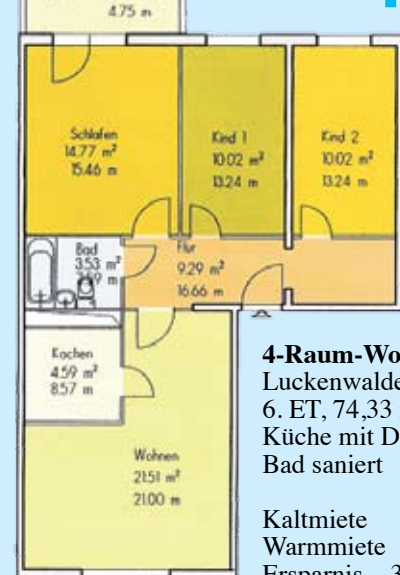 4.75 m
Schlafen
14.77 m²
15.46 m
Kind 1
10.02 m²
13.24 m
Kind 2
10.02 m²
13.24 m
Bad
3.53 m²
Flur
9.29 m²
16.66 m
Kochen
4.59 m²
8.57 m
Wohnen
21.51 m²
21.00 m
4-Raum-Wo
Luckenwalde
6. ET, 74,33
Küche mit D
Bad saniert
Kaltmiete
Warmmiete
Ersparnis 3